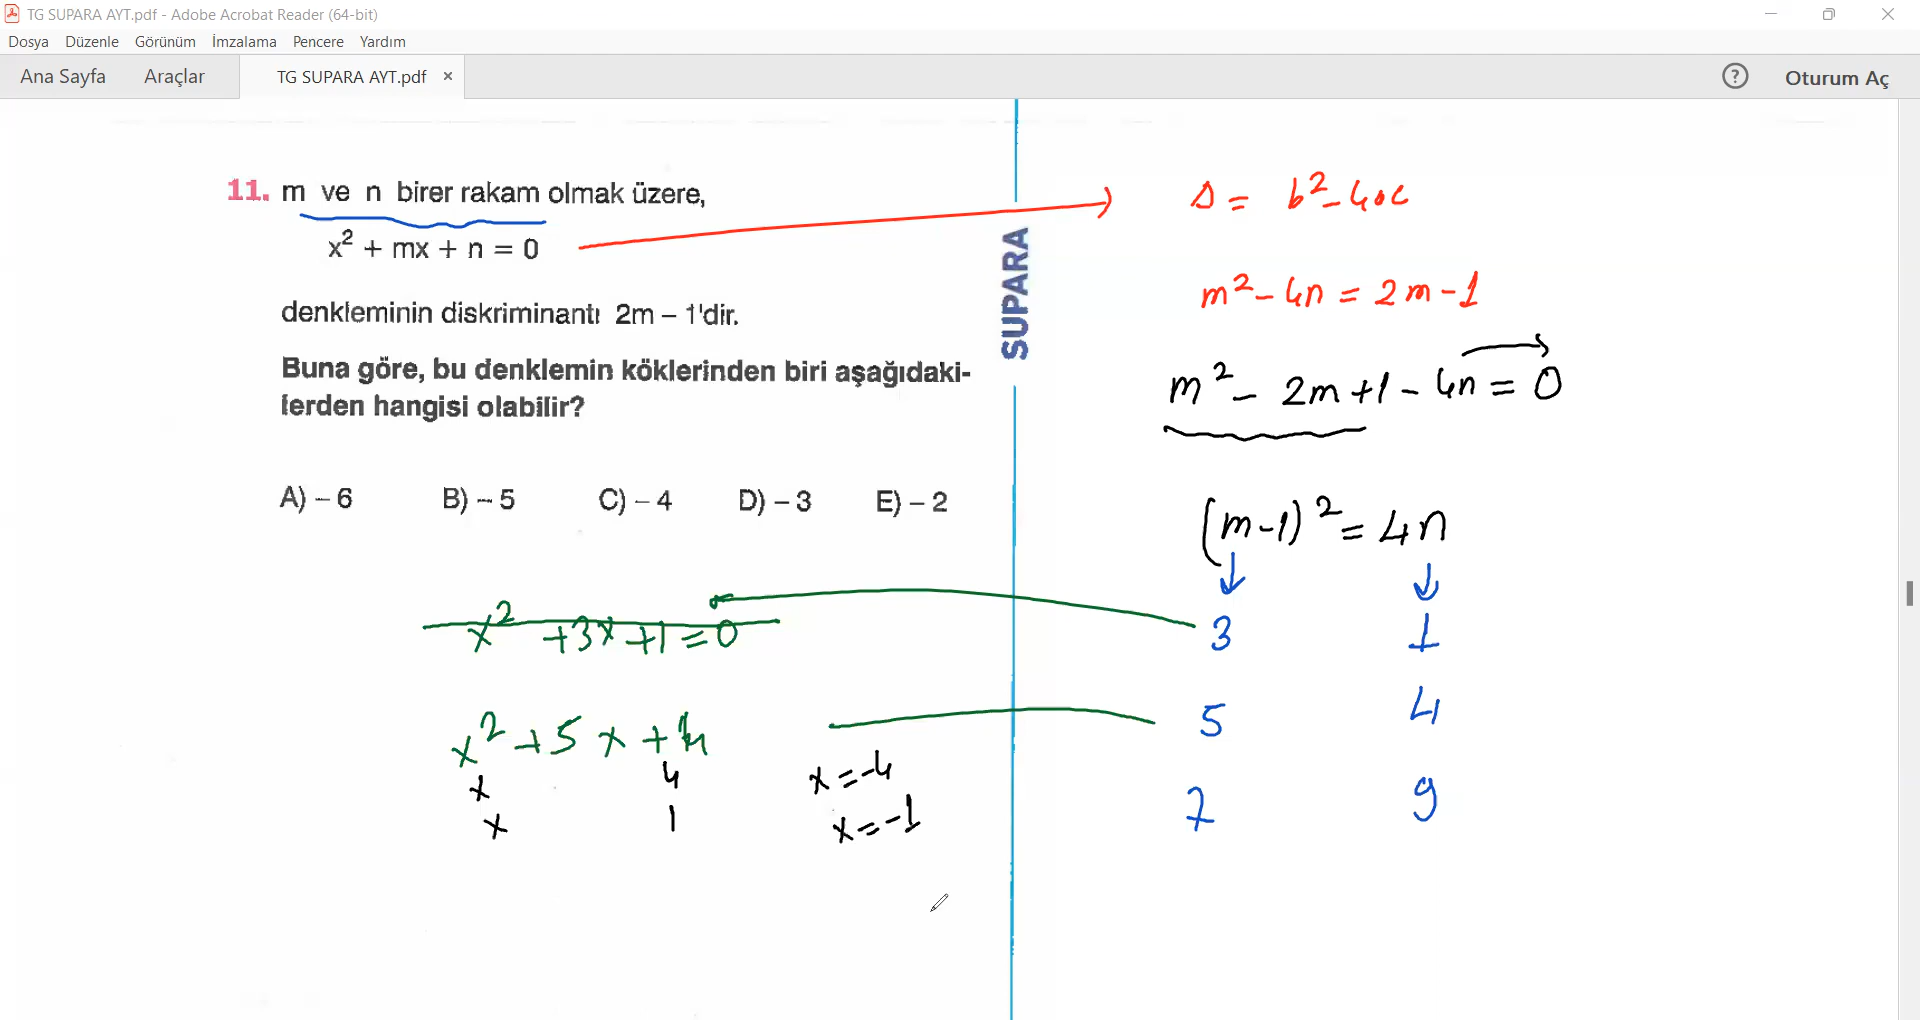 TG SUPARA AYT.pdf - Adobe Acrobat Reader (64-bit)
Dosya Düzenle Görünüm İmzalama Pencere Yardım
Ana Sayfa Araçlar TG SUPARA AYT.pdf × ? Oturum Aç
11. m ve n birer rakam olmak üzere,
x² + mx + n = 0
denkleminin diskriminantı 2m – 1'dir.
Buna göre, bu denklemin köklerinden biri aşağıdaki-
lerden hangisi olabilir?
A) – 6 B) – 5 C) – 4 D) – 3 E) – 2
x² +3x+1=0
x²+5x+4
x 4
x 1
x=-4
x=-1
SUPARA
Δ = b²-4ac
m²-4n=2m-1
m²-2m+1-4n=0
(m-1)²=4n
3 1
5 4
7 9